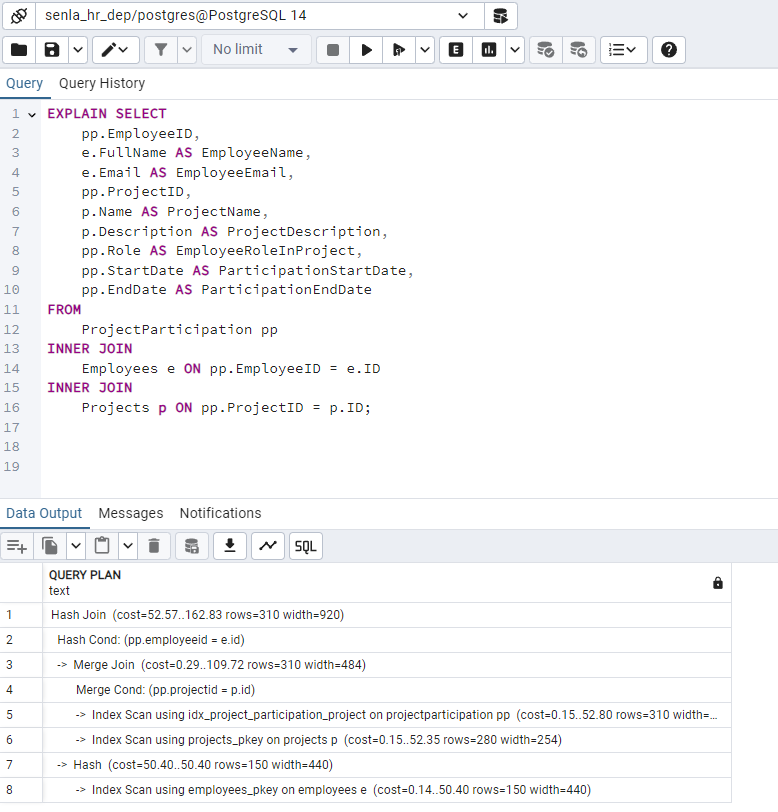 senla_hr_dep/postgres@PostgreSQL 14
No limit
E
Query Query History
1 EXPLAIN SELECT
2 pp.EmployeeID,
3 e.FullName AS EmployeeName,
4 e.Email AS EmployeeEmail,
5 pp.ProjectID,
6 p.Name AS ProjectName,
7 p.Description AS ProjectDescription,
8 pp.Role AS EmployeeRoleInProject,
9 pp.StartDate AS ParticipationStartDate,
10 pp.EndDate AS ParticipationEndDate
11 FROM
12 ProjectParticipation pp
13 INNER JOIN
14 Employees e ON pp.EmployeeID = e.ID
15 INNER JOIN
16 Projects p ON pp.ProjectID = p.ID;
17
18
19
Data Output Messages Notifications
SQL
QUERY PLAN
text
1 Hash Join (cost=52.57..162.83 rows=310 width=920)
2 Hash Cond: (pp.employeeid = e.id)
3 -> Merge Join (cost=0.29..109.72 rows=310 width=484)
4 Merge Cond: (pp.projectid = p.id)
5 -> Index Scan using idx_project_participation_project on projectparticipation pp (cost=0.15..52.80 rows=310 width=...
6 -> Index Scan using projects_pkey on projects p (cost=0.15..52.35 rows=280 width=254)
7 -> Hash (cost=50.40..50.40 rows=150 width=440)
8 -> Index Scan using employees_pkey on employees e (cost=0.14..50.40 rows=150 width=440)